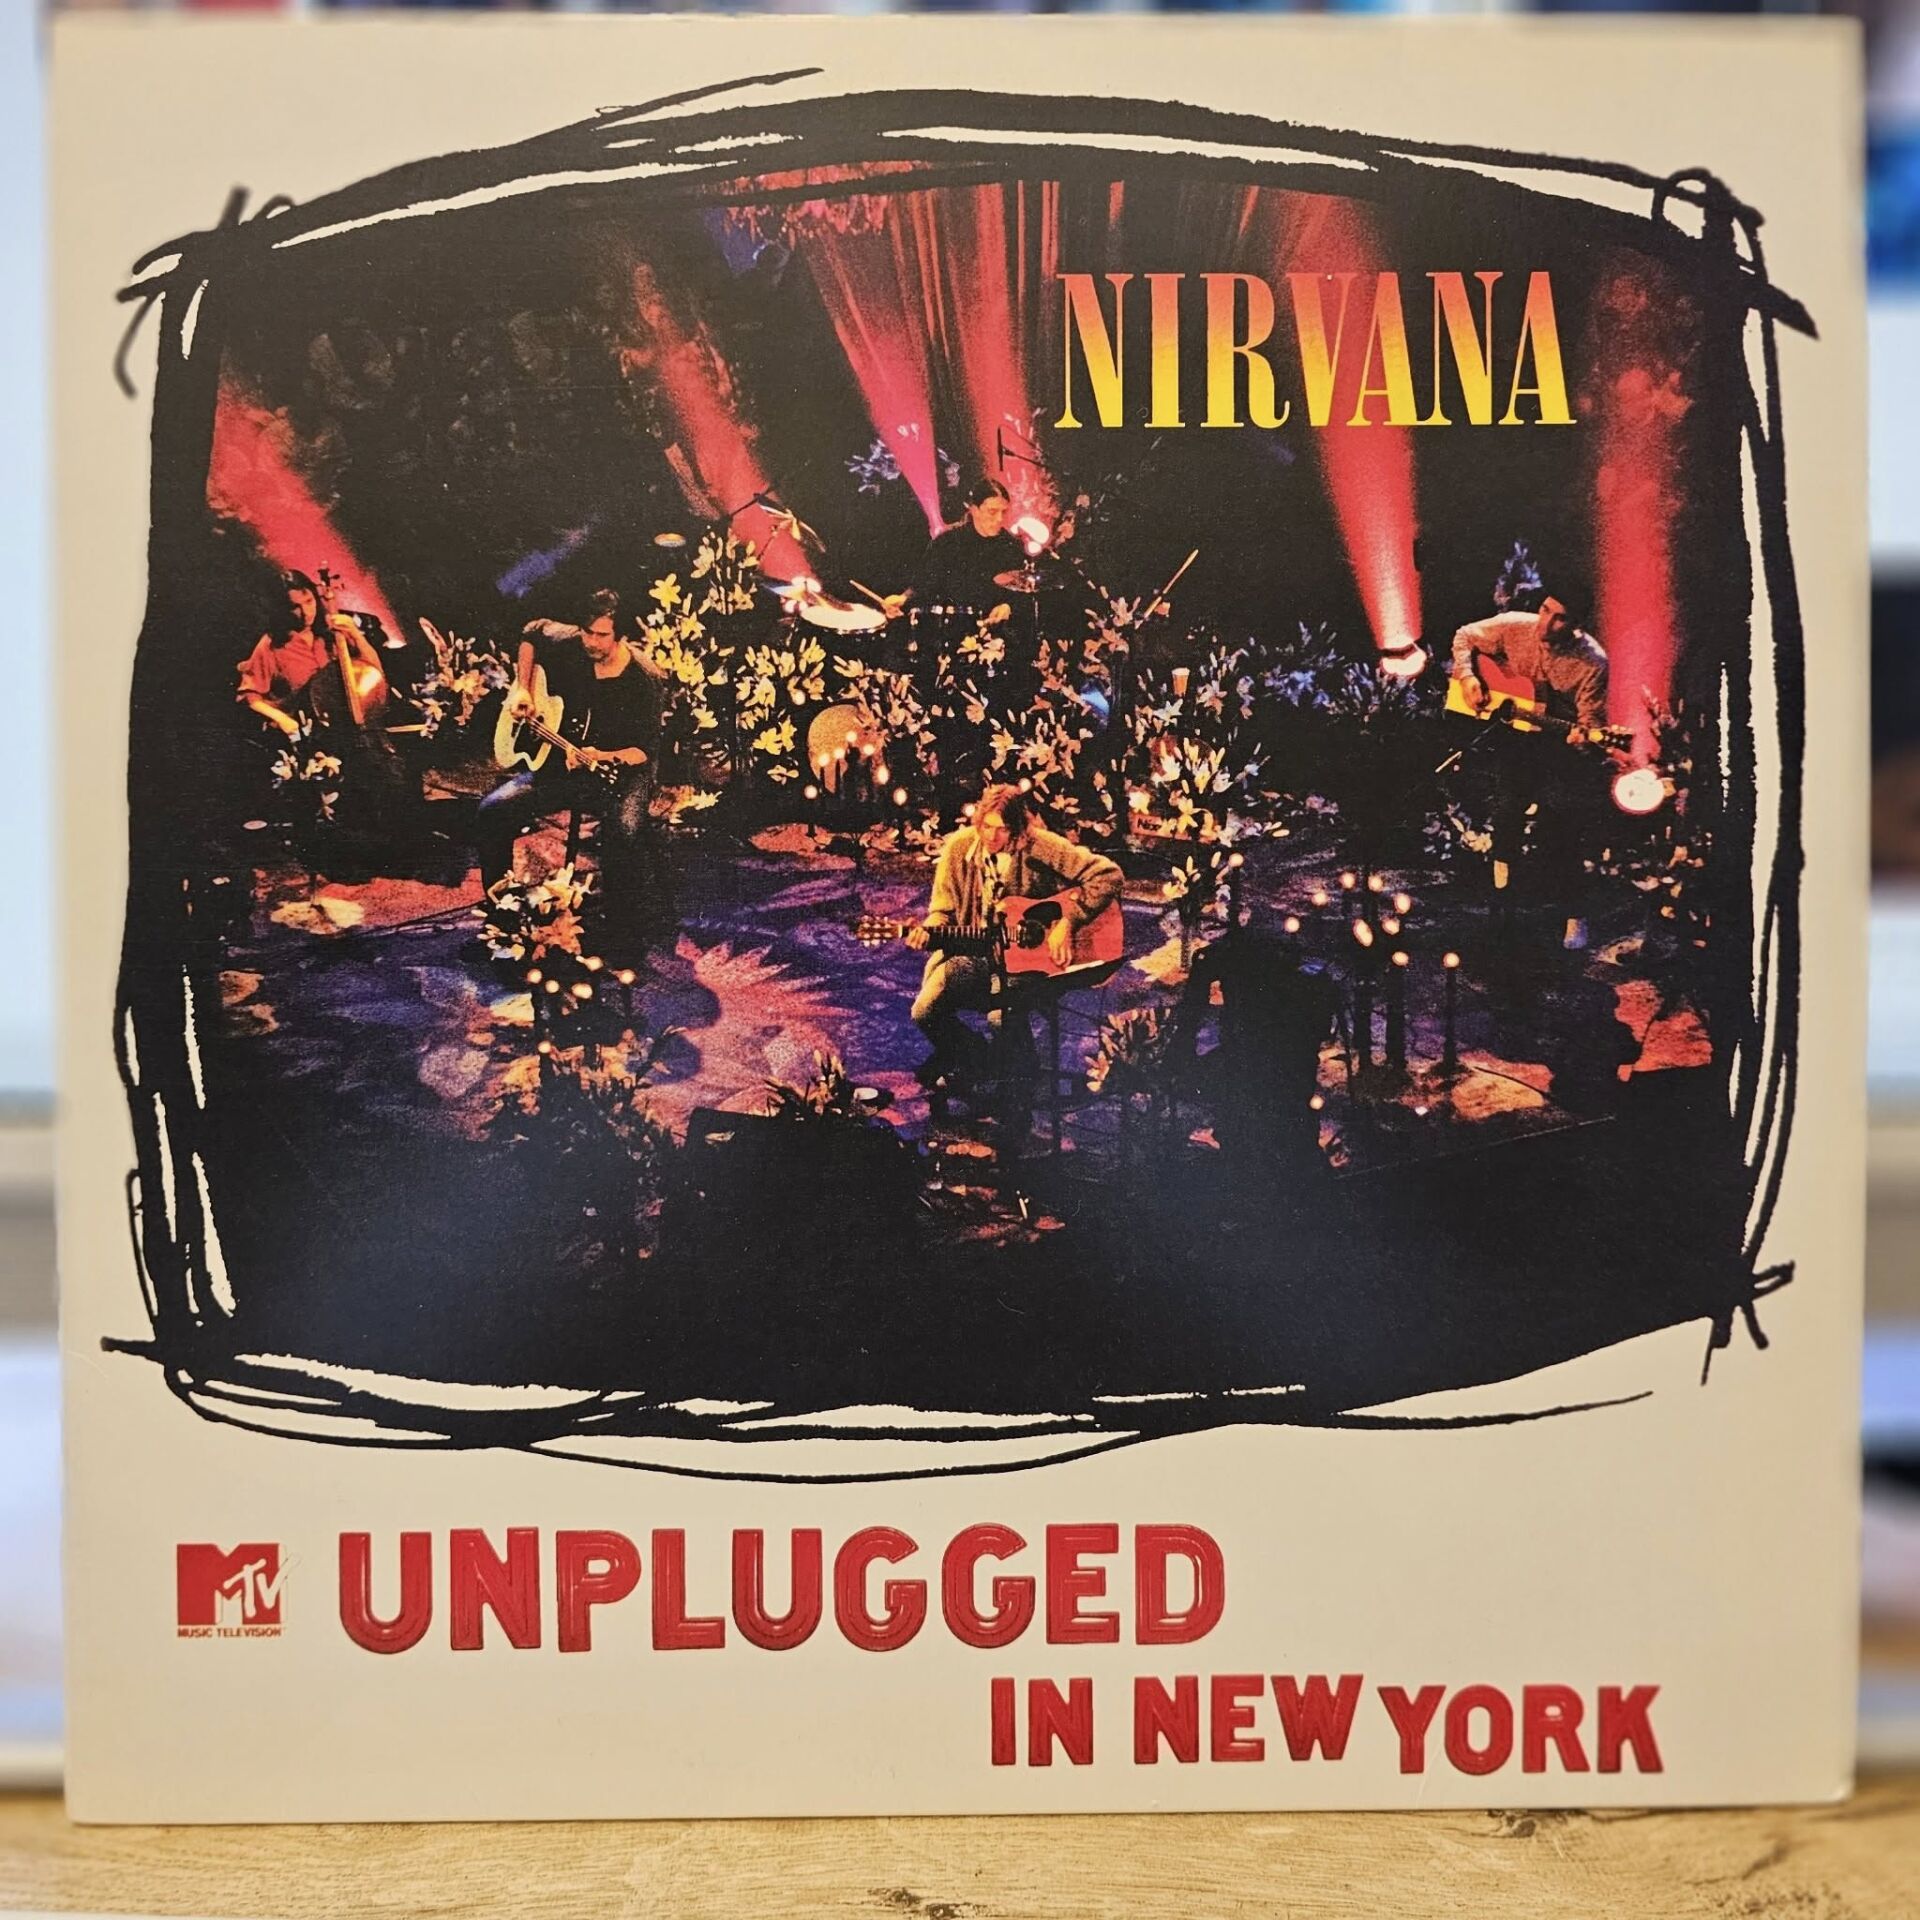 NIRVANA
MTV
MUSIC TELEVISION
UNPLUGGED
IN NEW YORK